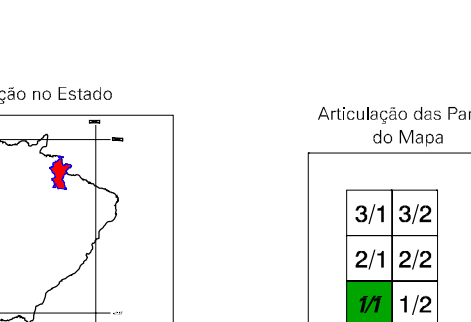 ção no Estado
Articulação das Par
do Mapa
3/1 3/2
2/1 2/2
1/1 1/2